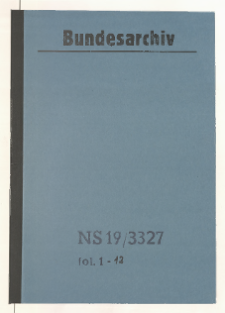 Bundesarchiv
NS 19/3327
fol. 1 - 13